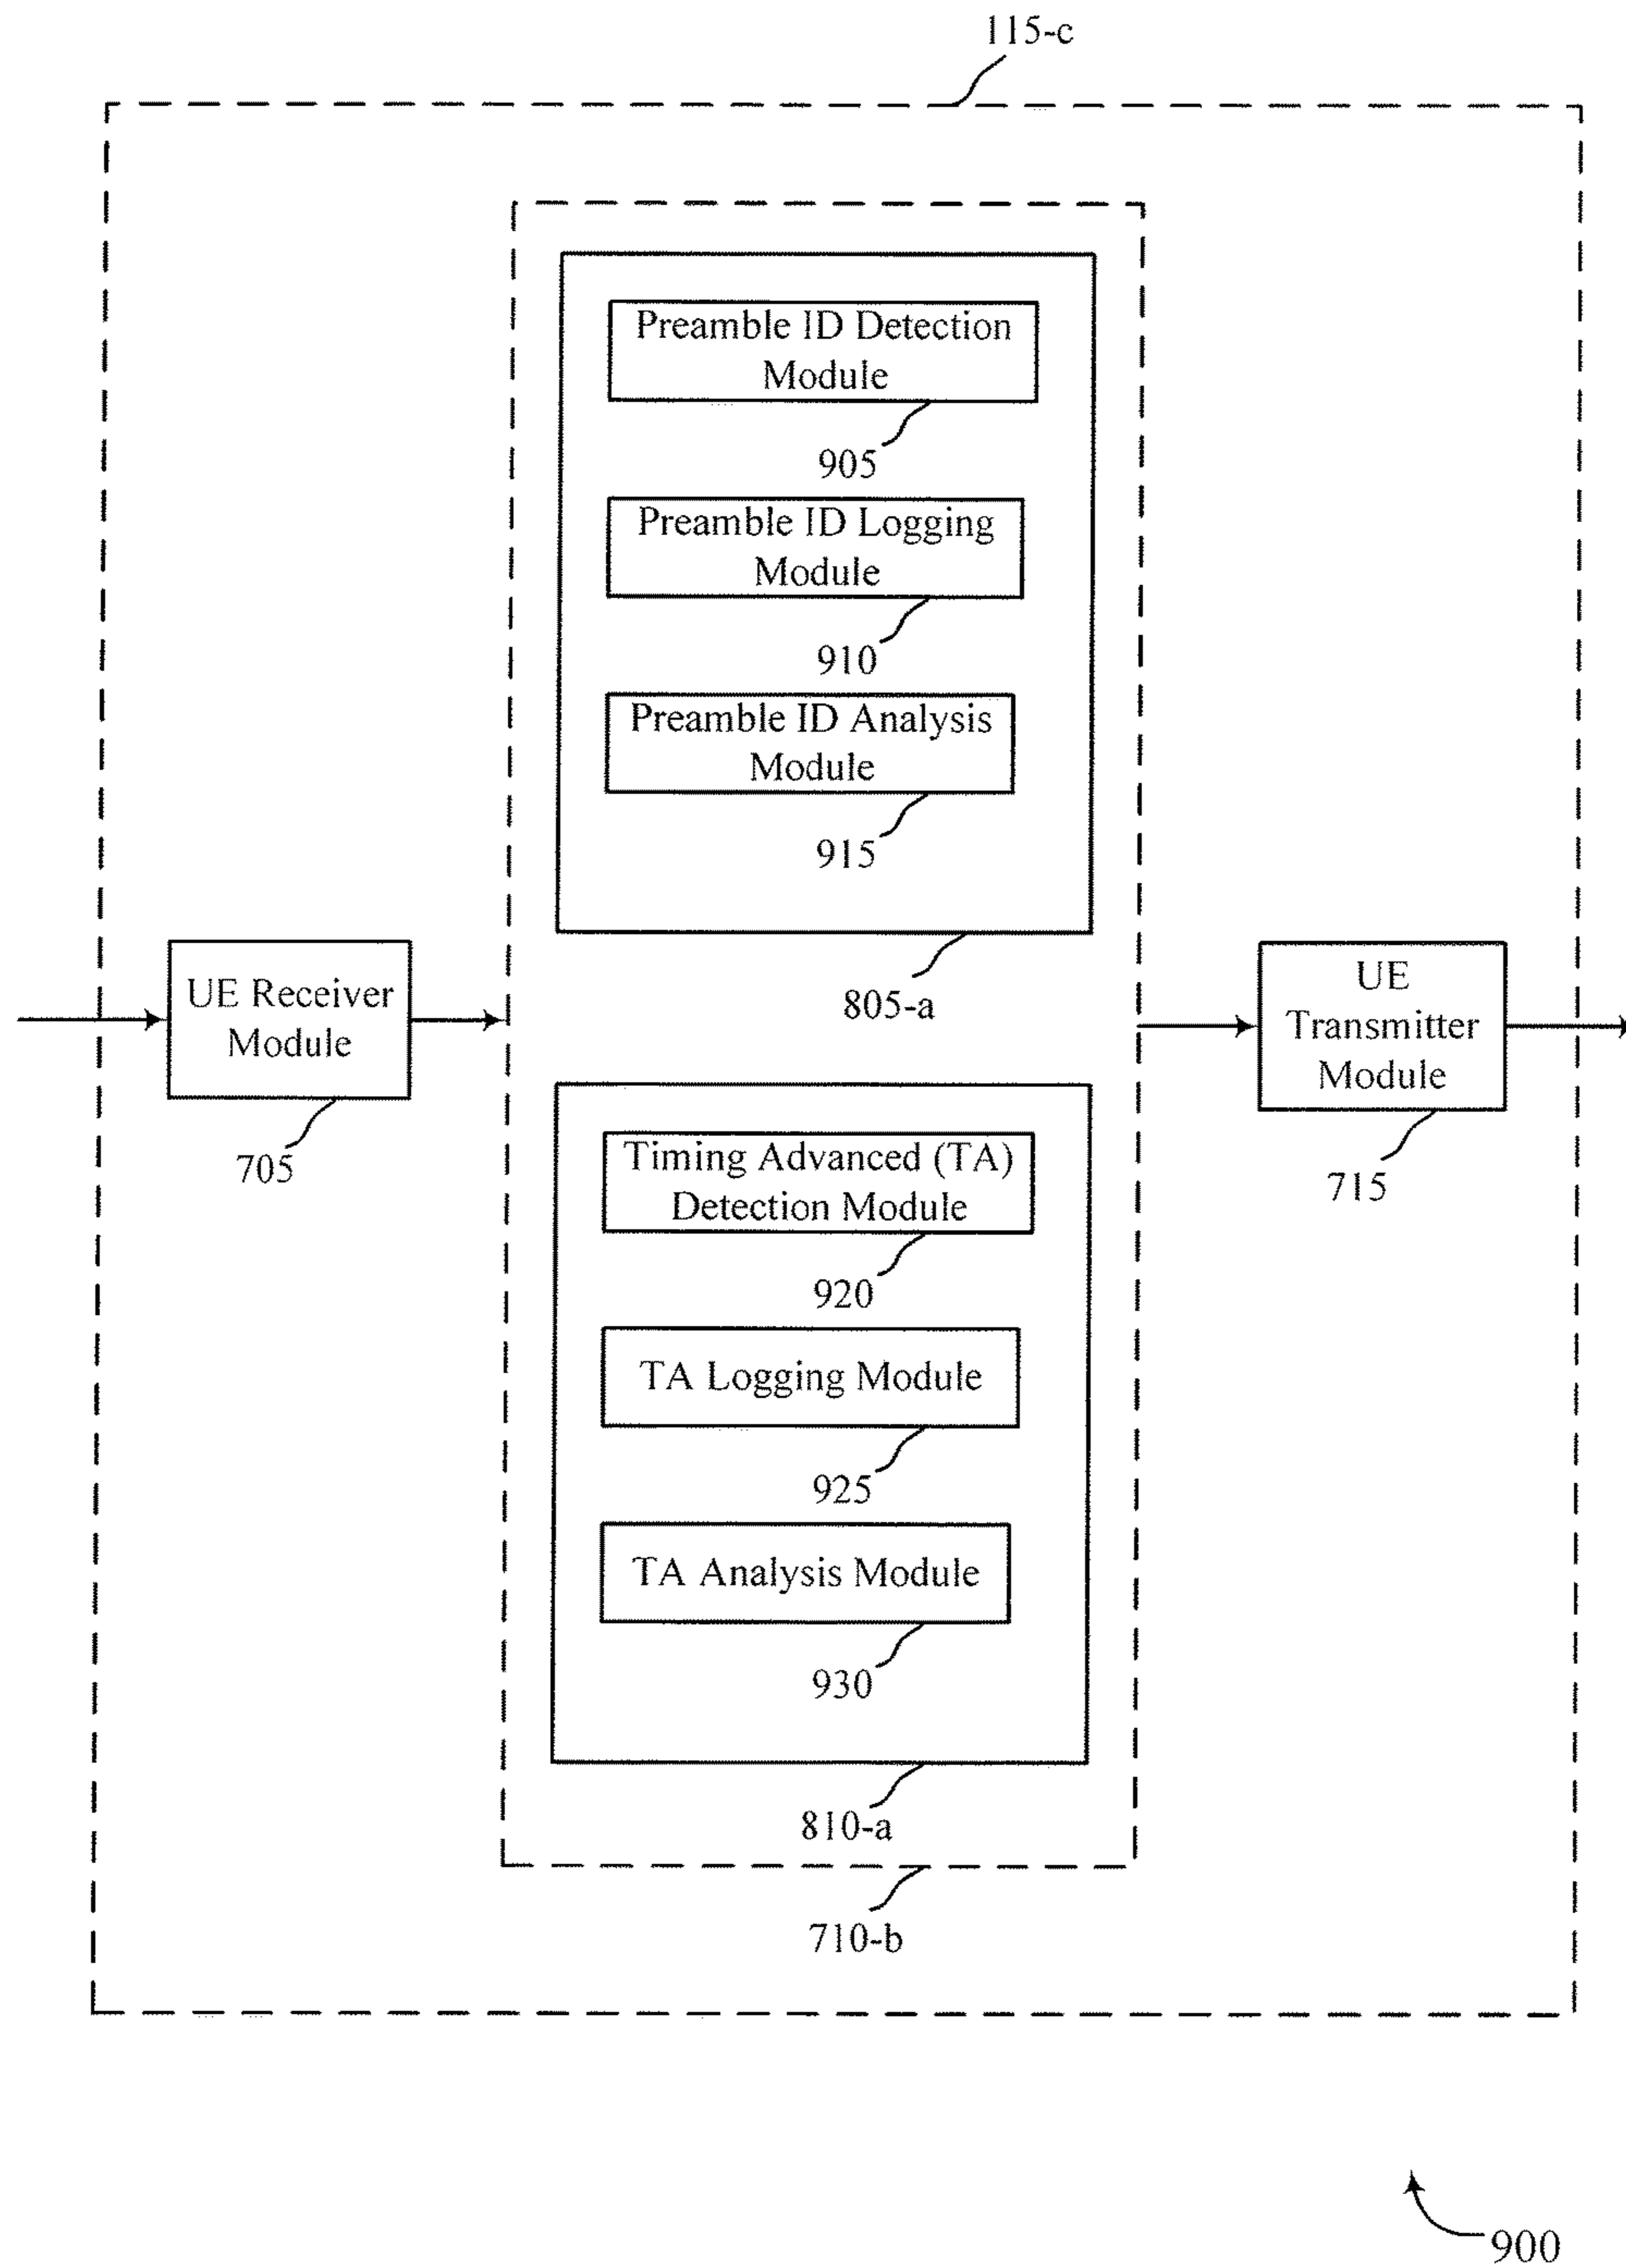 115-c
Preamble ID Detection
Module
905
Preamble ID Logging
Module
910
Preamble ID Analysis
Module
915
805-a
UE Receiver
Module
705
UE
Transmitter
Module
715
Timing Advanced (TA)
Detection Module
920
TA Logging Module
925
TA Analysis Module
930
810-a
710-b
900